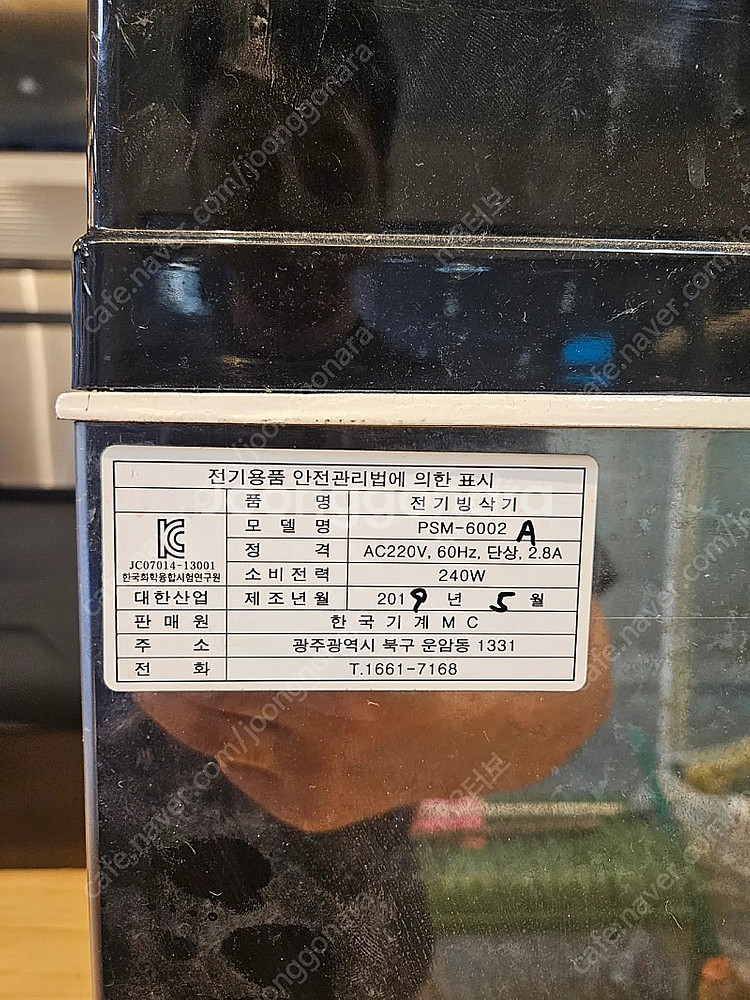 전기용품 안전관리법에 의한 표시
품 명 전기빙삭기
모델명 PSM-6002 A
정 격 AC220V, 60Hz, 단상, 2.8A
JC07014-13001
한국화학융합시험연구원
소비전력 240W
대한산업 제조년월 2019 년 5 월
판매원 한국기계MC
주 소 광주광역시 북구 운암동 1331
전 화 T.1661-7168
cafe.naver.com/joonggonara
joonggonara